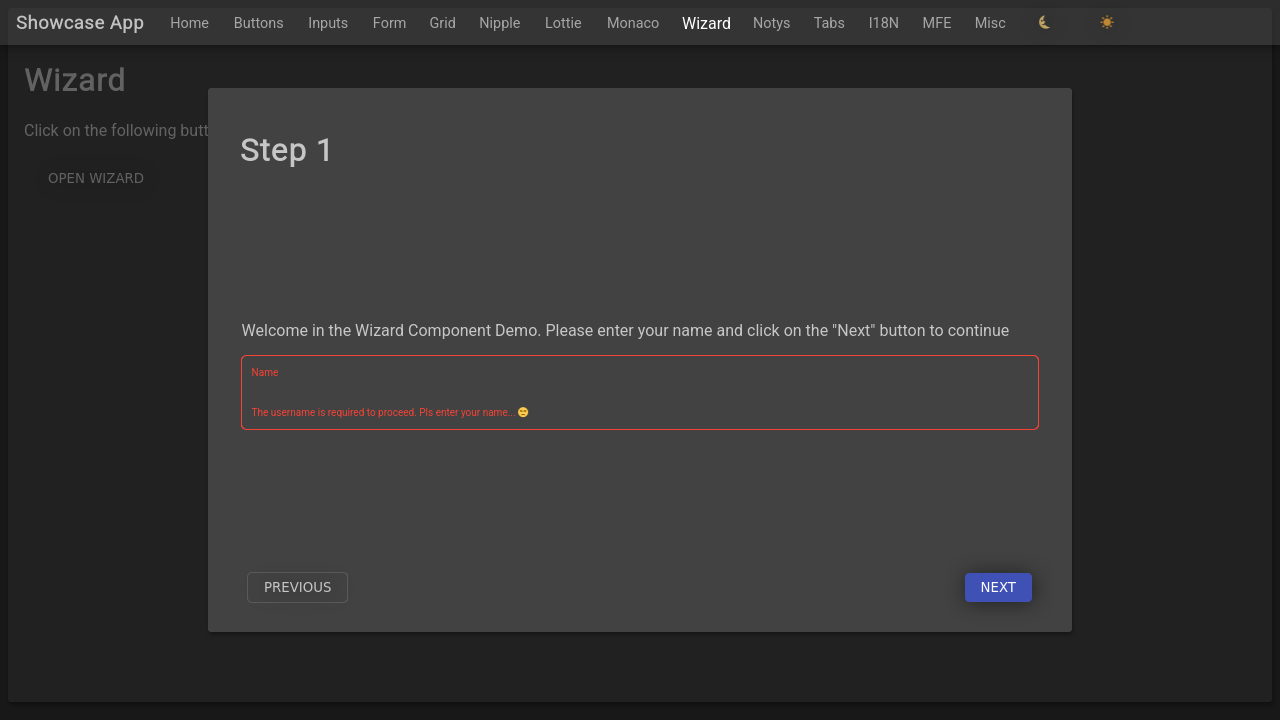 Showcase App Home Buttons Inputs Form Grid Nipple Lottie Monaco Wizard Notys Tabs I18N MFE Misc 🌜 ☀
Wizard
Click on the following butt
OPEN WIZARD
Step 1
Welcome in the Wizard Component Demo. Please enter your name and click on the "Next" button to continue
Name
The username is required to proceed. Pls enter your name... 😔
PREVIOUS NEXT